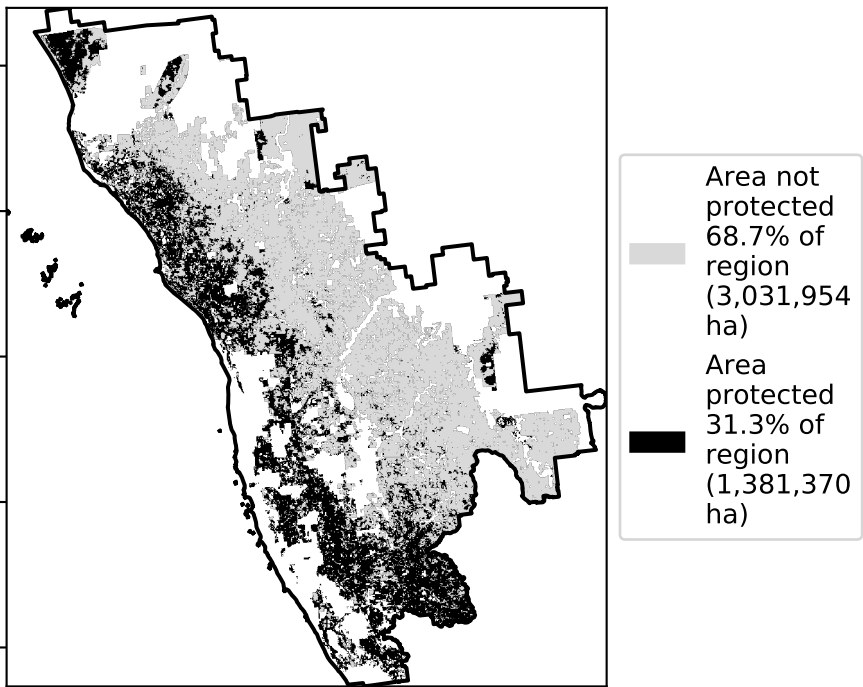 Area not
protected
68.7% of
region
(3,031,954
ha)
Area
protected
31.3% of
region
(1,381,370
ha)